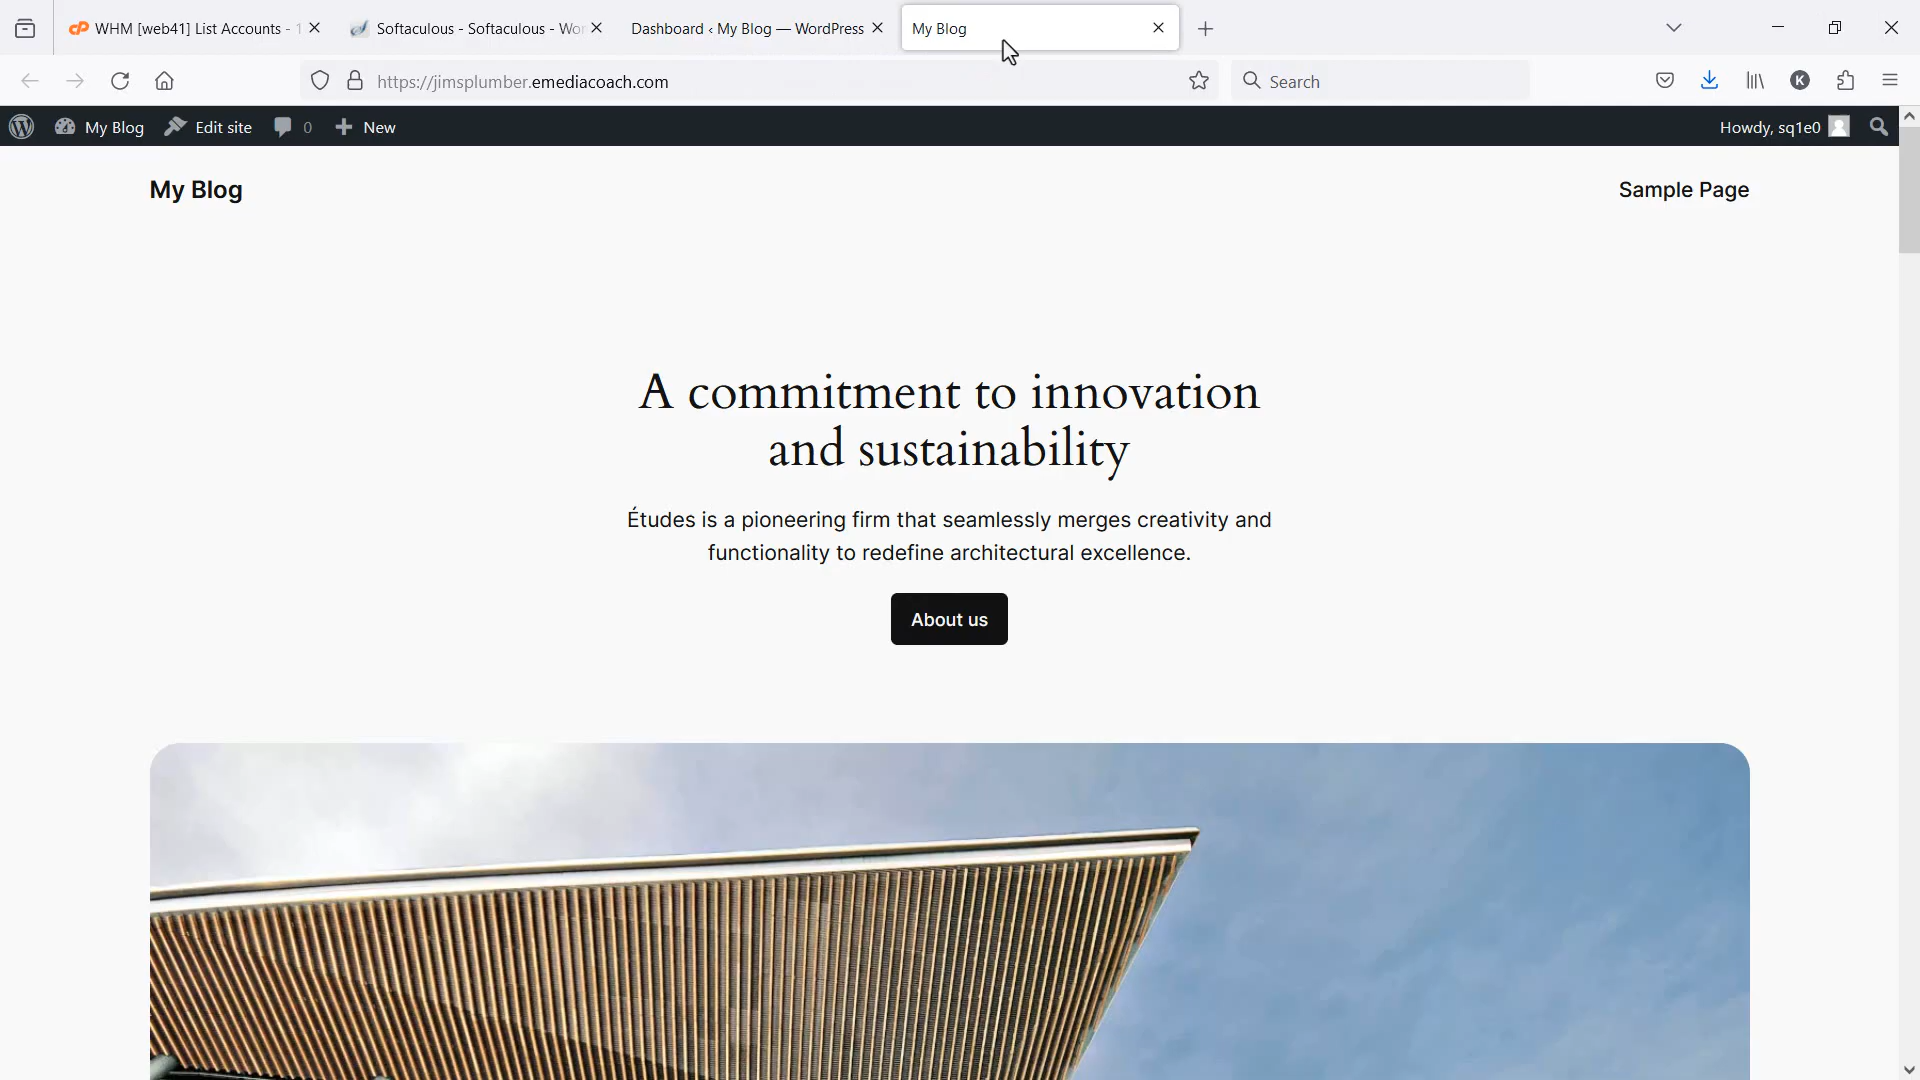 WHM [web41] List Accounts - 1
Softaculous - Softaculous - Wor
Dashboard ‹ My Blog — WordPress
My Blog
https://jimsplumber.emediacoach.com
Search
K
My Blog
Edit site
0
New
Howdy, sq1e0
My Blog
Sample Page
A commitment to innovation
and sustainability
Études is a pioneering firm that seamlessly merges creativity and
functionality to redefine architectural excellence.
About us